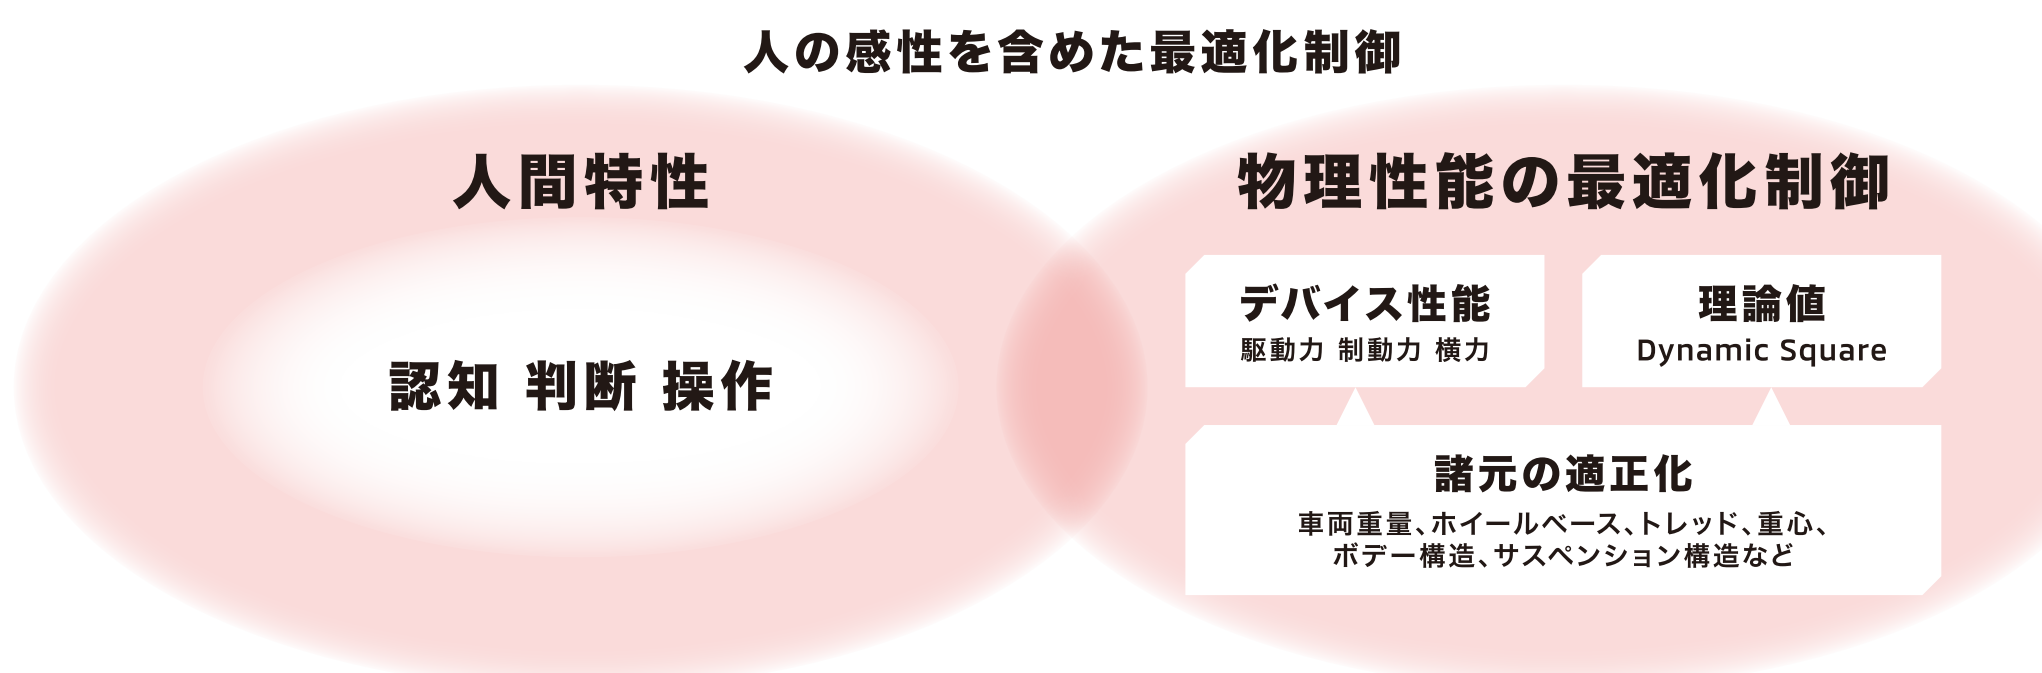 人の感性を含めた最適化制御
人間特性
認知 判断 操作
物理性能の最適化制御
デバイス性能
駆動力 制動力 横力
理論値
Dynamic Square
諸元の適正化
車両重量、ホイールベース、トレッド、重心、
ボデー構造、サスペンション構造など